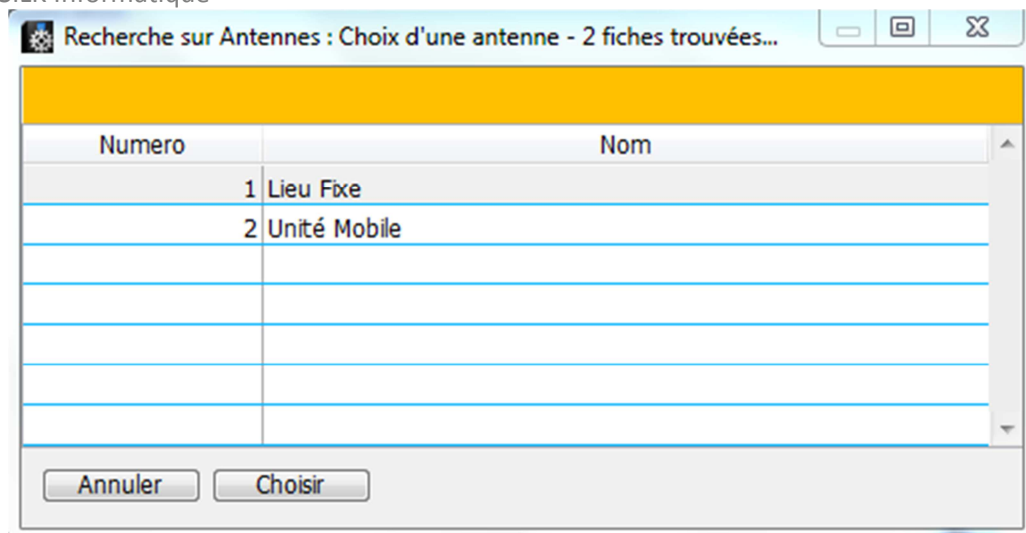 Informatique
Recherche sur Antennes : Choix d'une antenne - 2 fiches trouvées...
Numero Nom
1 Lieu Fixe
2 Unité Mobile
Annuler Choisir